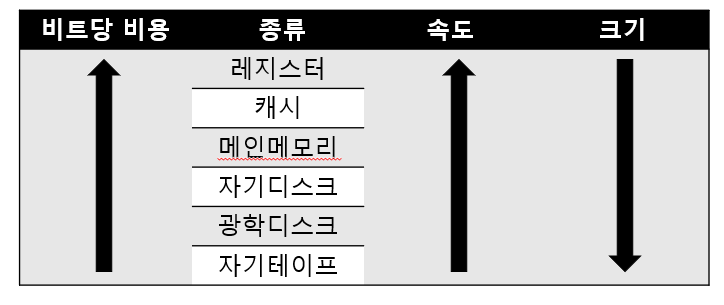 비트당 비용 종류 속도 크기
레지스터
캐시
메인메모리
자기디스크
광학디스크
자기테이프